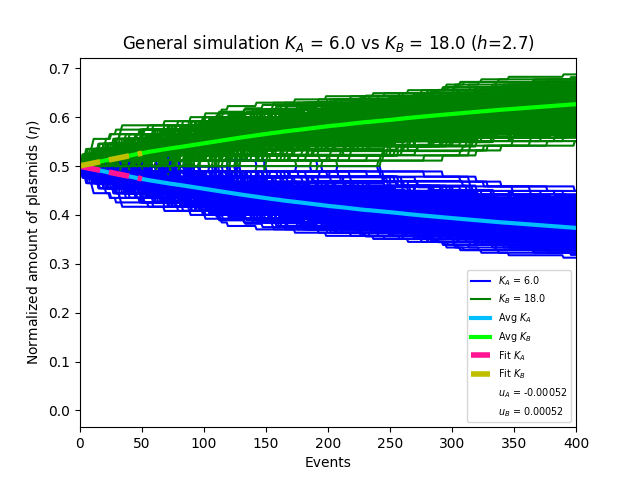 General simulation K_A = 6.0 vs K_B = 18.0 (h=2.7)
Normalized amount of plasmids (η)
0.7
0.6
0.5
0.4
0.3
0.2
0.1
0.0
K_A = 6.0
K_B = 18.0
Avg K_A
Avg K_B
Fit K_A
Fit K_B
u_A = -0.00052
u_B = 0.00052
0 50 100 150 200 250 300 350 400
Events